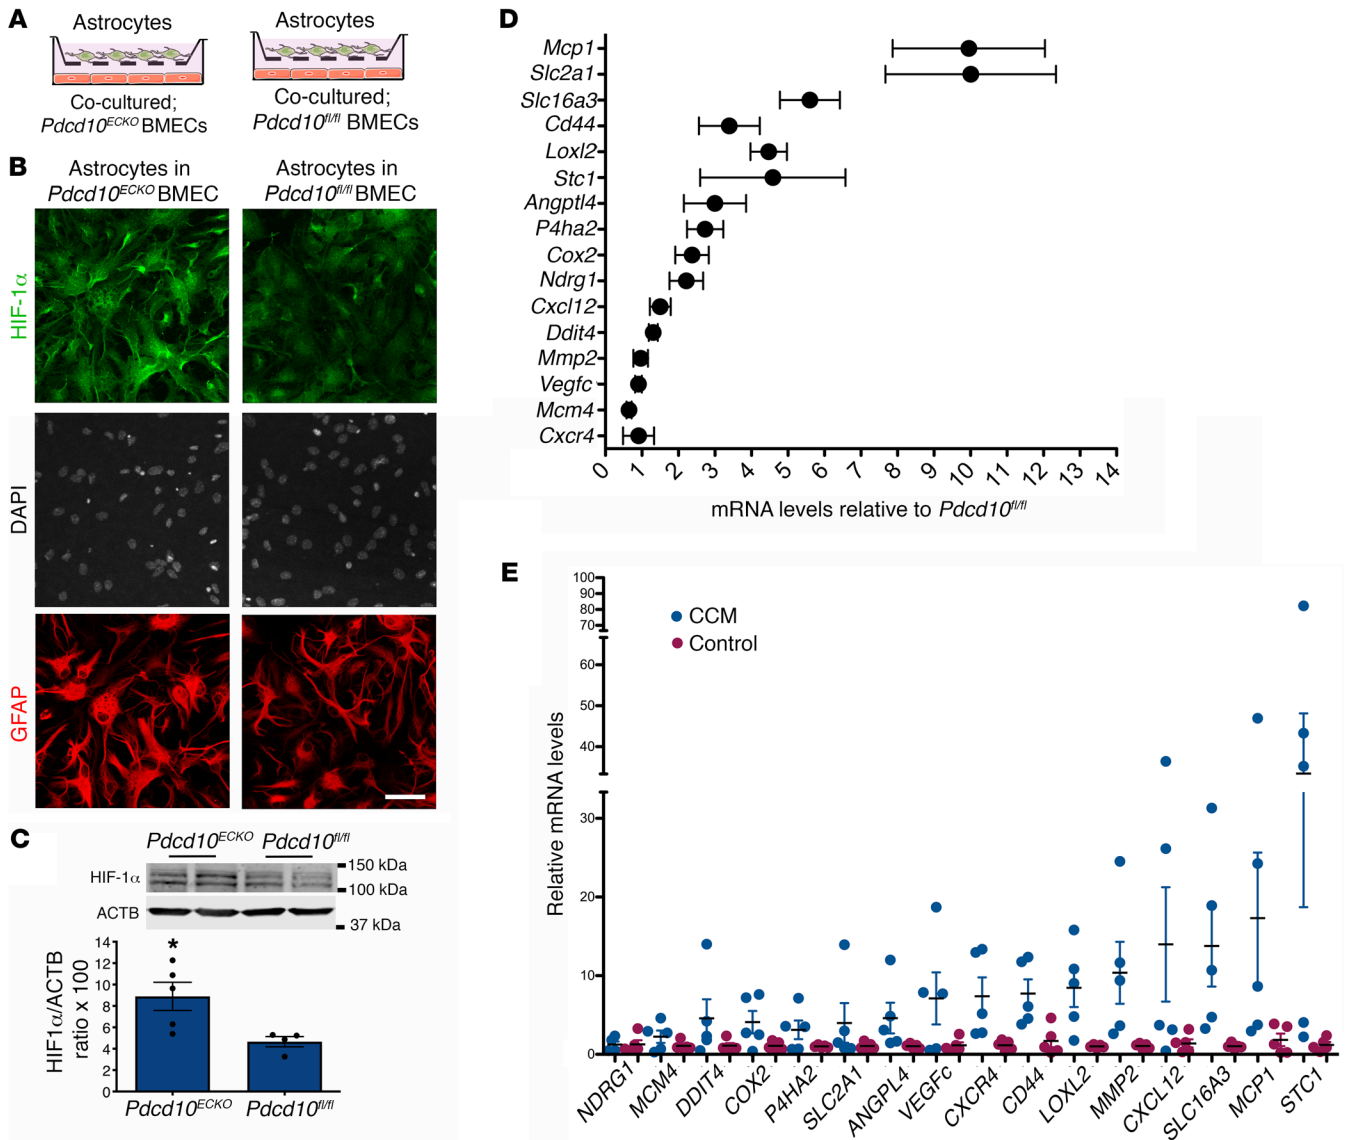 A
Astrocytes
Astrocytes
Co-cultured;
Pdcd10ECKO BMECs
Co-cultured;
Pdcd10fl/fl BMECs
B
Astrocytes in
Pdcd10ECKO BMEC
Astrocytes in
Pdcd10fl/fl BMEC
HIF-1α
DAPI
GFAP
C
Pdcd10ECKO
Pdcd10fl/fl
HIF-1α
150 kDa
100 kDa
ACTB
37 kDa
HIF1α/ACTB
ratio x 100
14
12
10
8
6
4
2
0
*
Pdcd10ECKO
Pdcd10fl/fl
D
Mcp1
Slc2a1
Slc16a3
Cd44
Loxl2
Stc1
Angptl4
P4ha2
Cox2
Ndrg1
Cxcl12
Ddit4
Mmp2
Vegfc
Mcm4
Cxcr4
0 1 2 3 4 5 6 7 8 9 10 11 12 13 14
mRNA levels relative to Pdcd10fl/fl
E
Relative mRNA levels
100
90
80
70
60
50
40
30
20
10
0
CCM
Control
NDRG1
MCM4
DDIT4
COX2
P4HA2
SLC2A1
ANGPL4
VEGFc
CXCR4
CD44
LOXL2
MMP2
CXCL12
SLC16A3
MCP1
STC1